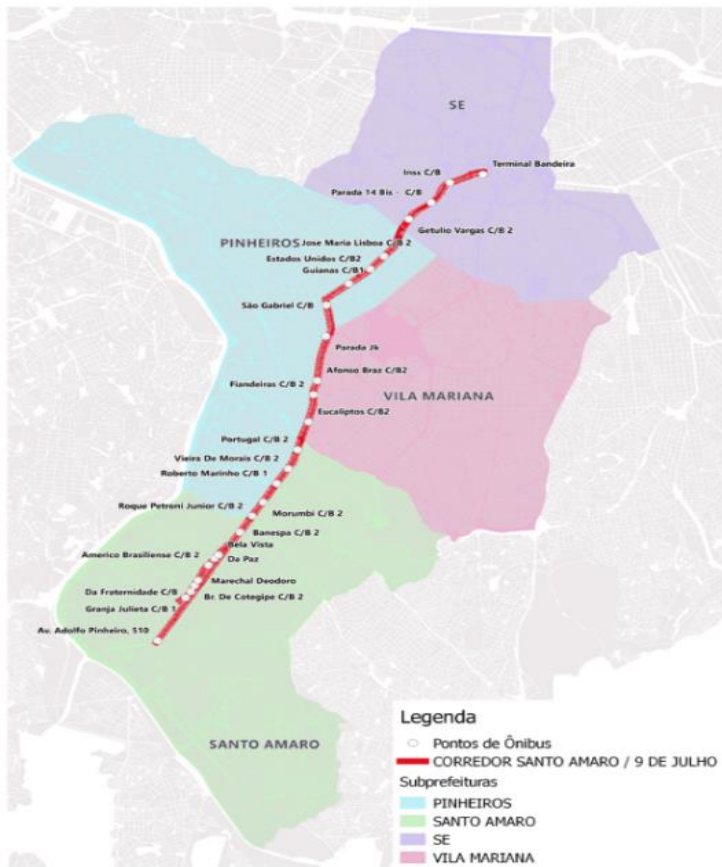 SE
Terminal Bandeira
Inss C/B
Parada 14 Bis - C/B
Getulio Vargas C/B 2
PINHEIROS
Jose Maria Lisboa C/B 2
Estados Unidos C/B2
Guianas C/B1
São Gabriel C/B
Parada Jk
Afonso Braz C/B2
Fiandeiras C/B 2
VILA MARIANA
Eucaliptos C/B2
Portugal C/B 2
Vieira De Morais C/B 2
Roberto Marinho C/B 1
Roque Petroni Junior C/B 2
Morumbi C/B 2
Banespa C/B 2
Bela Vista
Americo Brasiliense C/B 2
Da Paz
Marechal Deodoro
Da Fraternidade C/B
Br. De Cotegipe C/B 2
Granja Julieta C/B 1
Av. Adolfo Pinheiro, 510
SANTO AMARO
Legenda
Pontos de Ônibus
CORREDOR SANTO AMARO / 9 DE JULHO
Subprefeituras
PINHEIROS
SANTO AMARO
SE
VILA MARIANA